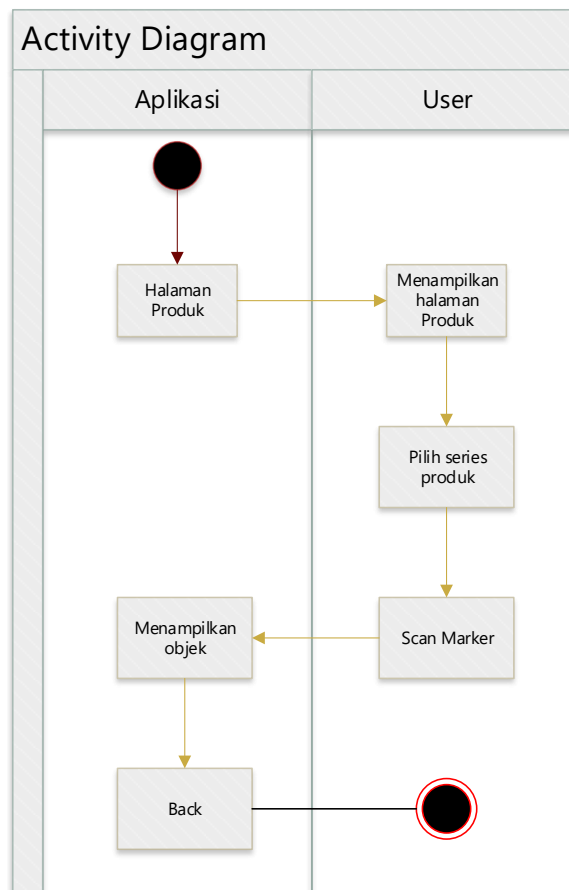 Activity Diagram
Aplikasi
User
Halaman
Produk
Menampilkan
halaman
Produk
Pilih series
produk
Menampilkan
objek
Scan Marker
Back